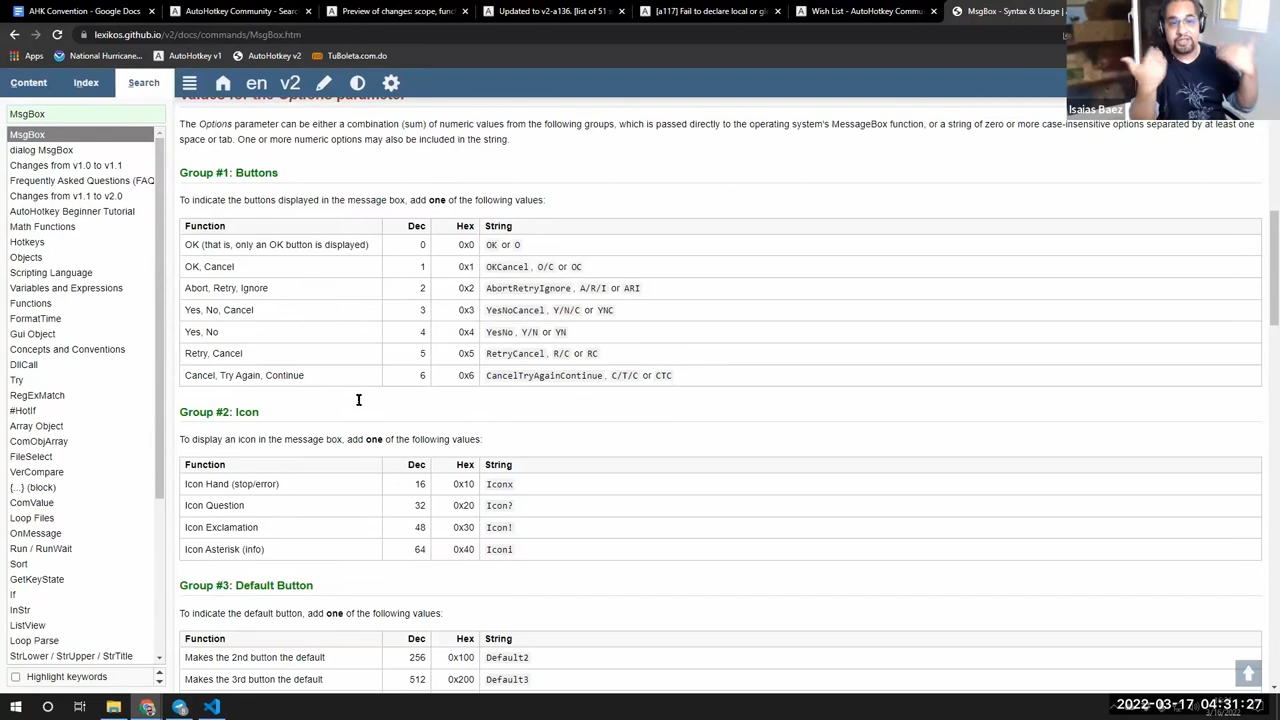 AHK Convention - Google Docs
AutoHotkey Community - Sear
Preview of changes: scope, func
Updated to v2-a136. [list of 51
[a117] Fail to declare local or gl
Wish List - AutoHotkey Commu
MsgBox - Syntax & Usage
lexikos.github.io/v2/docs/commands/MsgBox.htm
Apps
National Hurricane...
AutoHotkey v1
AutoHotkey v2
TuBoleta.com.do
Isaias Baez
Content
Index
Search
en
v2
MsgBox
MsgBox
dialog MsgBox
Changes from v1.0 to v1.1
Frequently Asked Questions (FAQ
Changes from v1.1 to v2.0
AutoHotkey Beginner Tutorial
Math Functions
Hotkeys
Objects
Scripting Language
Variables and Expressions
Functions
FormatTime
Gui Object
Concepts and Conventions
DllCall
Try
RegExMatch
#HotIf
Array Object
ComObjArray
FileSelect
VerCompare
{...} (block)
ComValue
Loop Files
OnMessage
Run / RunWait
Sort
GetKeyState
If
InStr
ListView
Loop Parse
StrLower / StrUpper / StrTitle
Highlight keywords
Values for the Options parameter
The Options parameter can be either a combination (sum) of numeric values from the following groups, which is passed directly to the operating system's MessageBox function, or a string of zero or more case-insensitive options separated by at least one
space or tab. One or more numeric options may also be included in the string.
Group #1: Buttons
To indicate the buttons displayed in the message box, add one of the following values:
Function Dec Hex String
OK (that is, only an OK button is displayed) 0 0x0 OK or O
OK, Cancel 1 0x1 OKCancel, O/C or OC
Abort, Retry, Ignore 2 0x2 AbortRetryIgnore, A/R/I or ARI
Yes, No, Cancel 3 0x3 YesNoCancel, Y/N/C or YNC
Yes, No 4 0x4 YesNo, Y/N or YN
Retry, Cancel 5 0x5 RetryCancel, R/C or RC
Cancel, Try Again, Continue 6 0x6 CancelTryAgainContinue, C/T/C or CTC
Group #2: Icon
To display an icon in the message box, add one of the following values:
Function Dec Hex String
Icon Hand (stop/error) 16 0x10 Iconx
Icon Question 32 0x20 Icon?
Icon Exclamation 48 0x30 Icon!
Icon Asterisk (info) 64 0x40 Iconi
Group #3: Default Button
To indicate the default button, add one of the following values:
Function Dec Hex String
Makes the 2nd button the default 256 0x100 Default2
Makes the 3rd button the default 512 0x200 Default3
2022-03-17 04:31:27